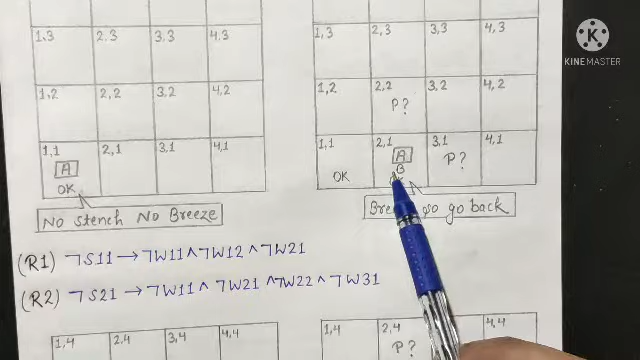 1,3 2,3 3,3 4,3
1,2 2,2 3,2 4,2
1,1 2,1 3,1 4,1
A
OK
No stench No Breeze
1,3 2,3 3,3 4,3
1,2 2,2 3,2 4,2
P?
1,1 2,1 3,1 4,1
A P?
OK B
go back
(R1) ¬S11 → ¬W11 ∧ ¬W12 ∧ ¬W21
(R2) ¬S21 → ¬W11 ∧ ¬W21 ∧ ¬W22 ∧ ¬W31
1,4 2,4 3,4 4,4
1,4 2,4 4,4
P?
K
KINEMASTER